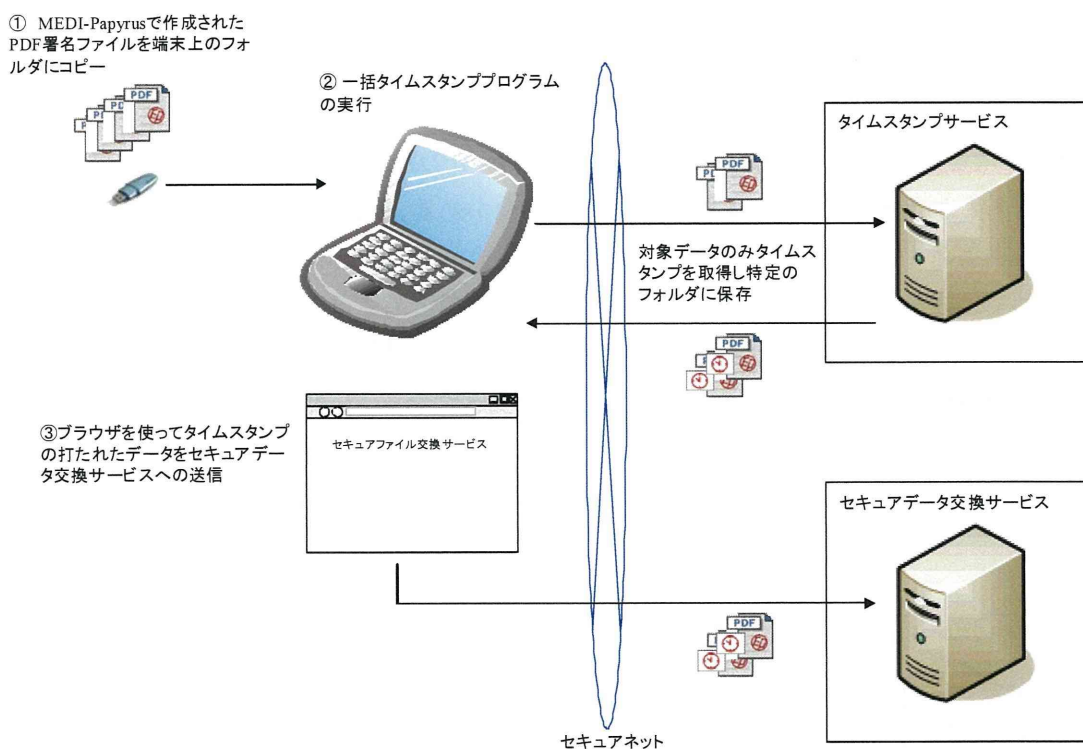 ① MEDI-Papyrusで作成された
PDF署名ファイルを端末上のフォ
ルダにコピー
PDF
PDF
PDF
PDF
② 一括タイムスタンププログラム
の実行
タイムスタンプサービス
PDF
PDF
対象データのみタイムス
タンプを取得し特定の
フォルダに保存
PDF
PDF
③ブラウザを使ってタイムスタンプ
の打たれたデータをセキュアデー
タ交換サービスへの送信
セキュアファイル交換サービス
セキュアデータ交換サービス
PDF
PDF
セキュアネット